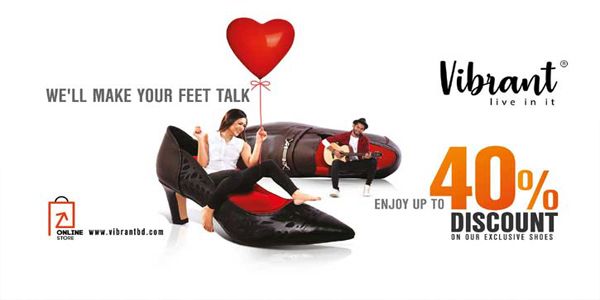 WE'LL MAKE YOUR FEET TALK
Vibrant®
live in it
ENJOY UP TO 40%
DISCOUNT
ON OUR EXCLUSIVE SHOES
ONLINE
STORE
www.vibrantbd.com